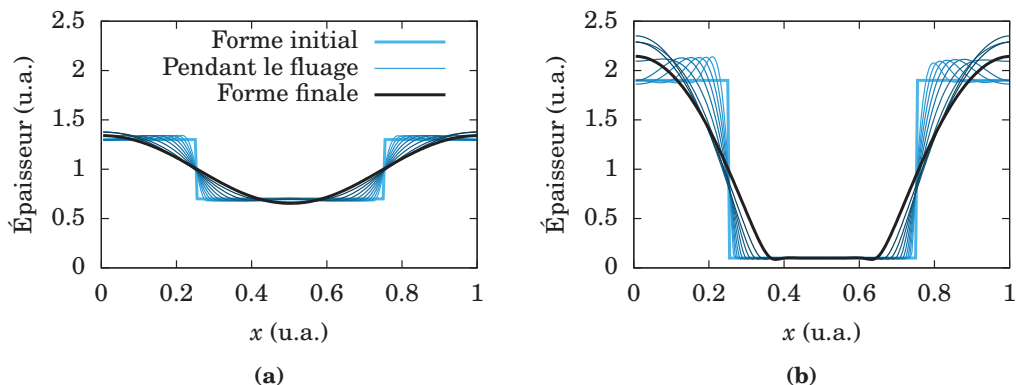 2.5
2
1.5
1
0.5
0
Épaisseur (u.a.)
Forme initial
Pendant le fluage
Forme finale
0 0.2 0.4 0.6 0.8 1
x (u.a.)
(a)
2.5
2
1.5
1
0.5
0
Épaisseur (u.a.)
0 0.2 0.4 0.6 0.8 1
x (u.a.)
(b)